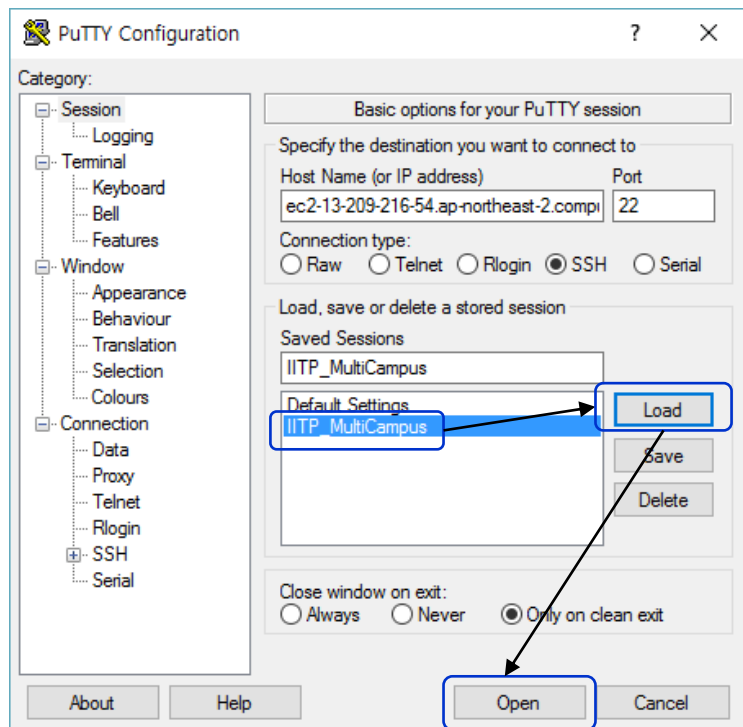 PuTTY Configuration
?
Category:
Session
Logging
Terminal
Keyboard
Bell
Features
Window
Appearance
Behaviour
Translation
Selection
Colours
Connection
Data
Proxy
Telnet
Rlogin
SSH
Serial
Basic options for your PuTTY session
Specify the destination you want to connect to
Host Name (or IP address) Port
ec2-13-209-216-54.ap-northeast-2.compu 22
Connection type:
Raw Telnet Rlogin SSH Serial
Load, save or delete a stored session
Saved Sessions
IITP_MultiCampus
Default Settings
IITP_MultiCampus
Load
Save
Delete
Close window on exit:
Always Never Only on clean exit
About Help Open Cancel